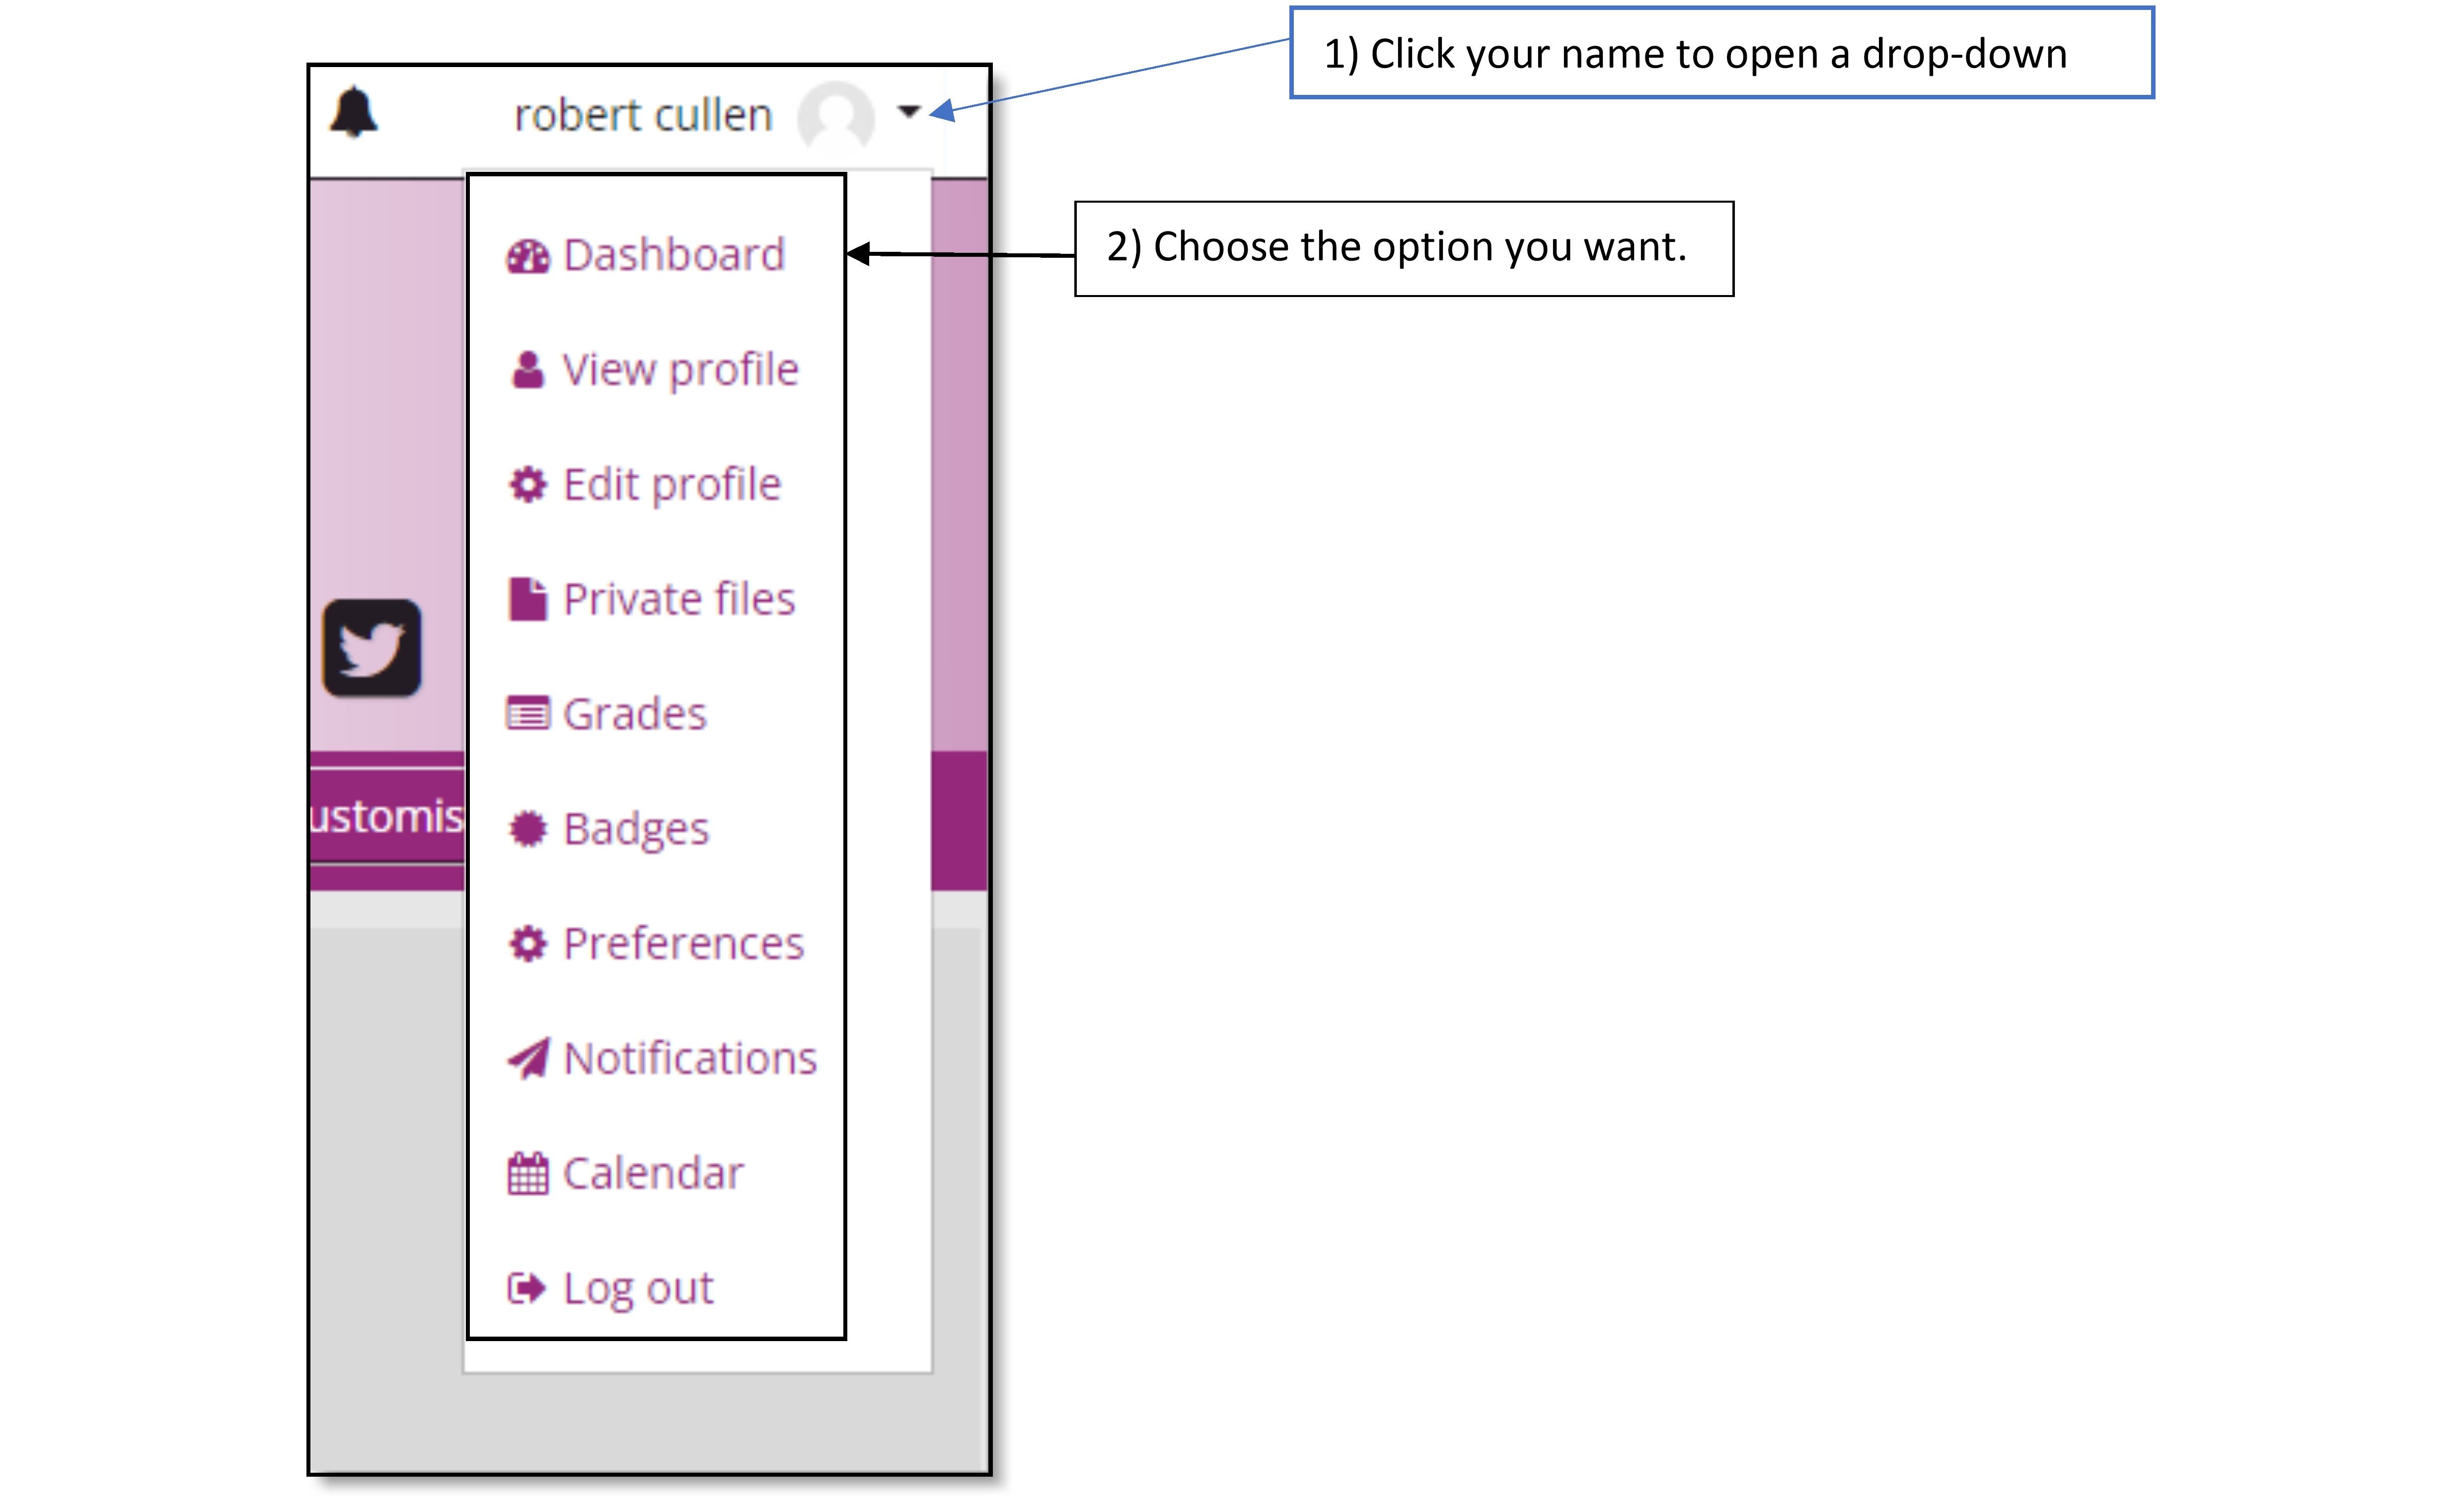 1) Click your name to open a drop-down
robert cullen
2) Choose the option you want.
Dashboard
View profile
Edit profile
Private files
Grades
ustomis
Badges
Preferences
Notifications
Calendar
Log out